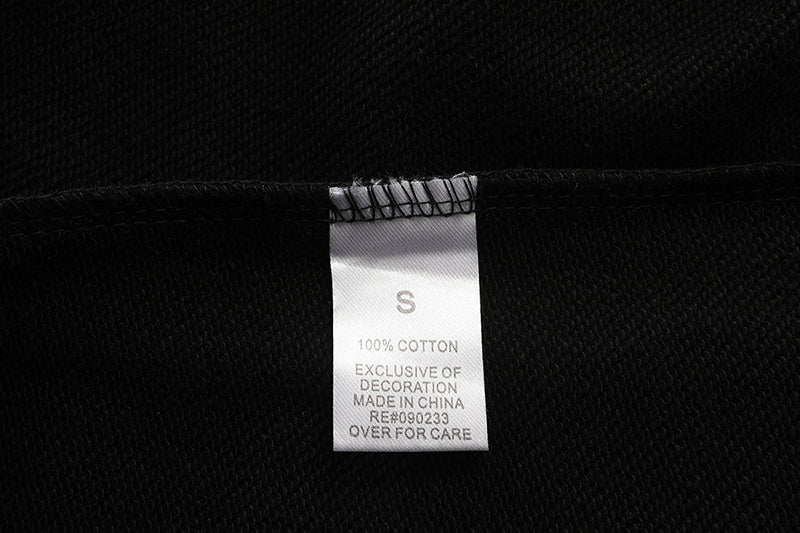 S
100% COTTON
EXCLUSIVE OF
DECORATION
MADE IN CHINA
RE#090233
OVER FOR CARE